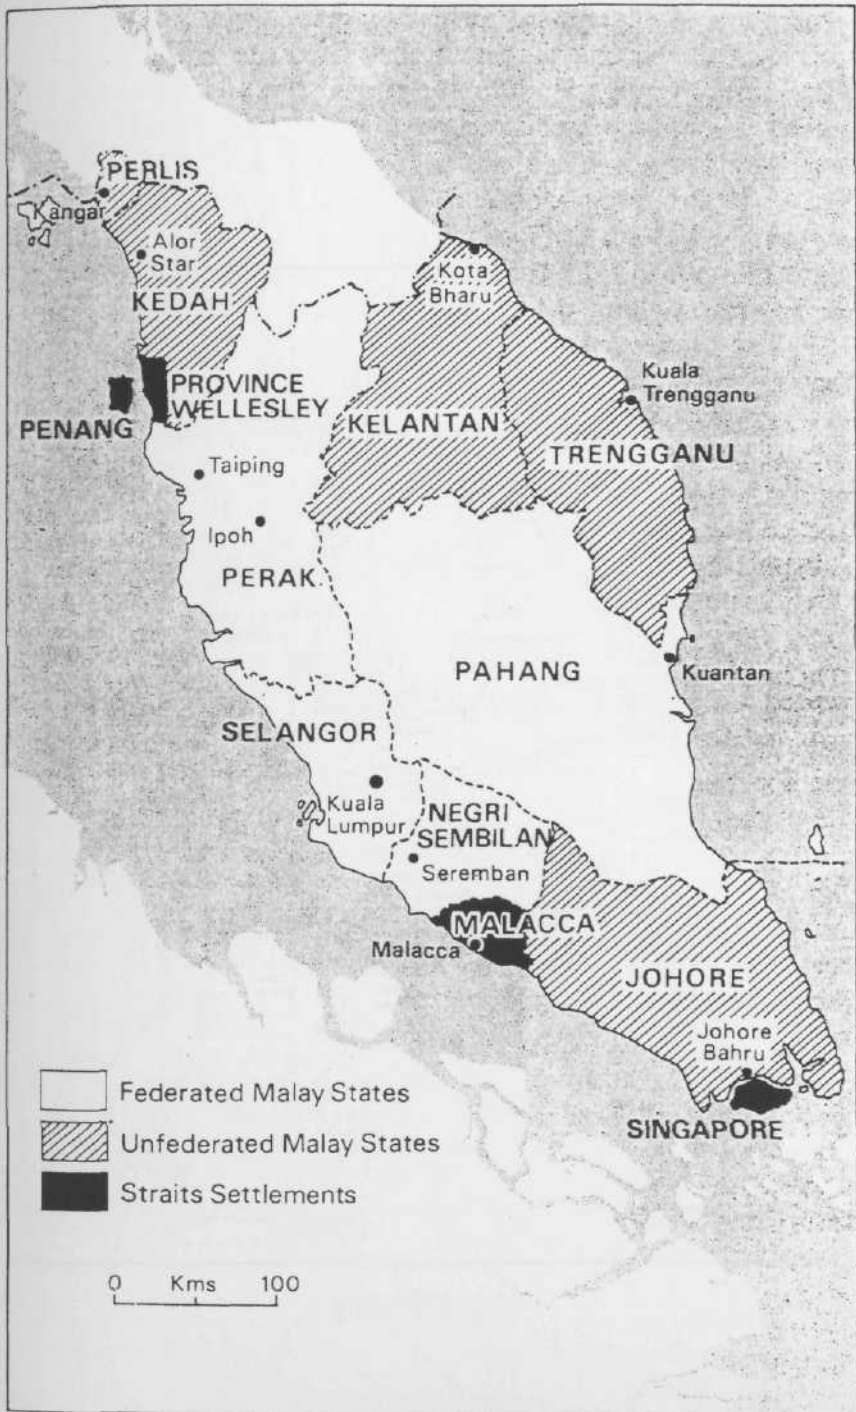 PERLIS
Kangar
Alor
Star
KEDAH
Kota
Bharu
PROVINCE
WELLESLEY
PENANG
Kuala
Trengganu
KELANTAN
TRENGGANU
Taiping
Ipoh
PERAK
PAHANG
Kuantan
SELANGOR
Kuala
Lumpur
NEGRI
SEMBILAN
Seremban
MALACCA
Malacca
JOHORE
Johore
Bahru
SINGAPORE
Federated Malay States
Unfederated Malay States
Straits Settlements
0 Kms 100